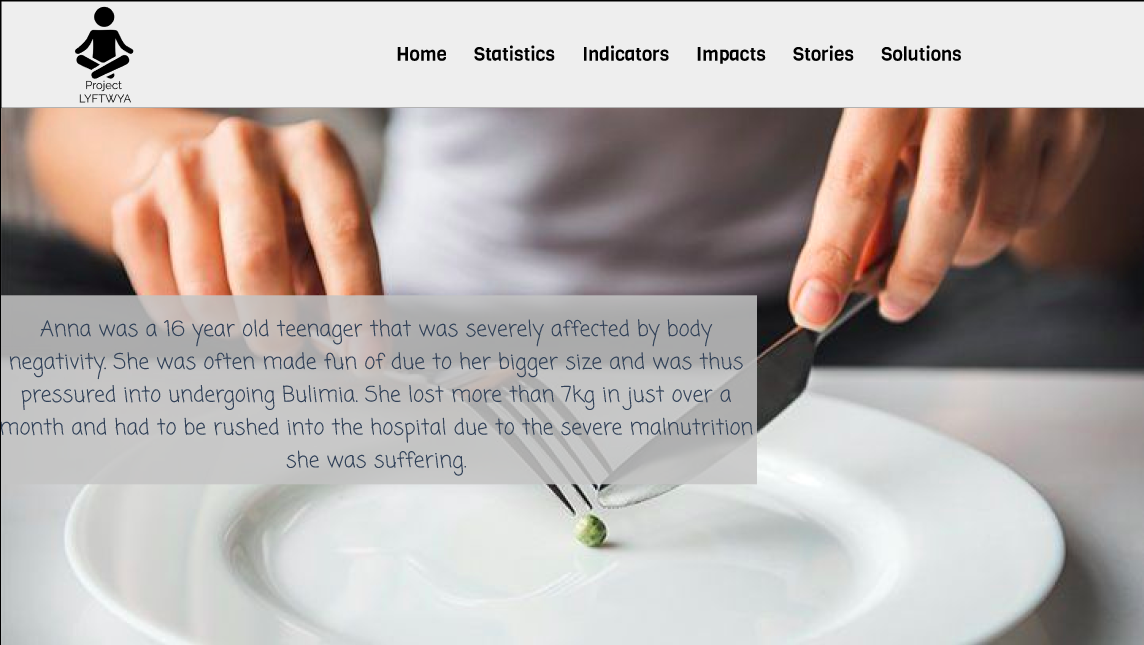 Project
LYFTWYA
Home Statistics Indicators Impacts Stories Solutions
Anna was a 16 year old teenager that was severely affected by body
negativity. She was often made fun of due to her bigger size and was thus
pressured into undergoing Bulimia. She lost more than 7kg in just over a
month and had to be rushed into the hospital due to the severe malnutrition
she was suffering.